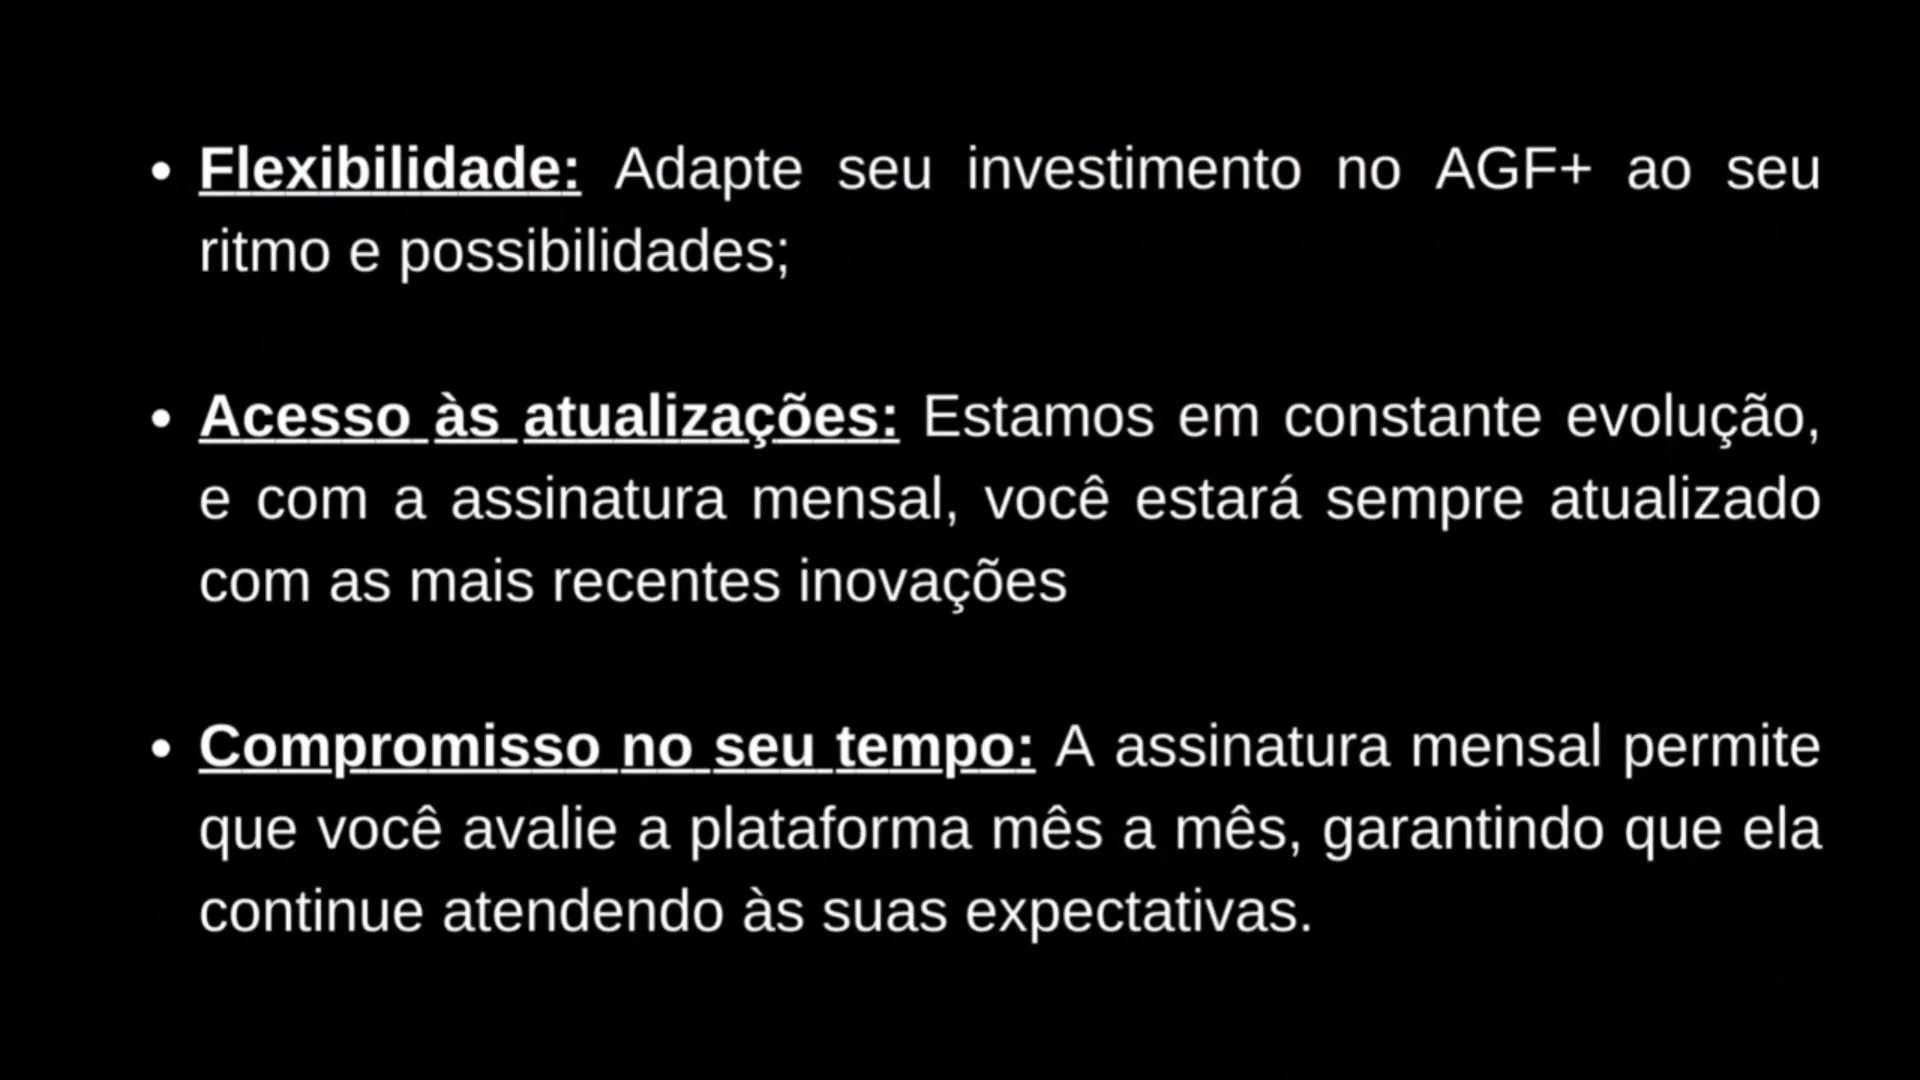 • Flexibilidade: Adapte seu investimento no AGF+ ao seu
ritmo e possibilidades;
• Acesso às atualizações: Estamos em constante evolução,
e com a assinatura mensal, você estará sempre atualizado
com as mais recentes inovações
• Compromisso no seu tempo: A assinatura mensal permite
que você avalie a plataforma mês a mês, garantindo que ela
continue atendendo às suas expectativas.